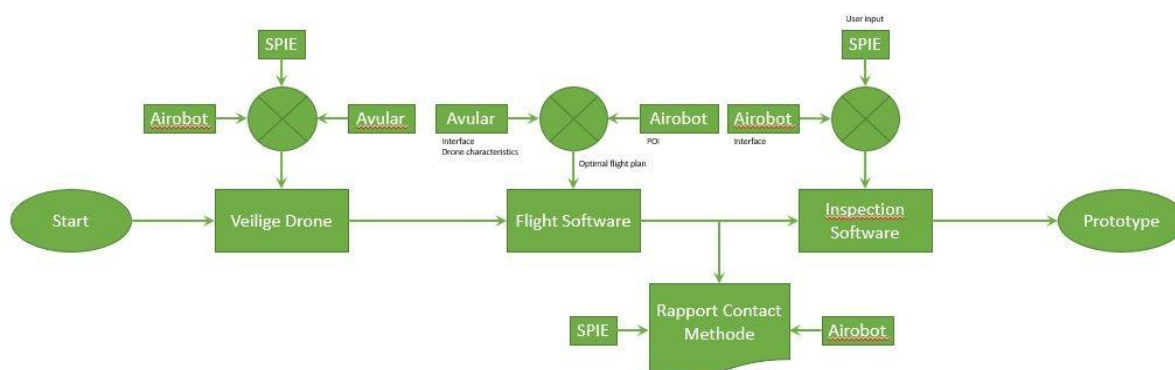 User input
SPIE
SPIE
Airobot
Avular
Avular
Airobot
Airobot
Interface
Drone characteristics
POI
Interface
Optimal flight plan
Start
Veilige Drone
Flight Software
Inspection
Software
Prototype
Rapport Contact
Methode
SPIE
Airobot